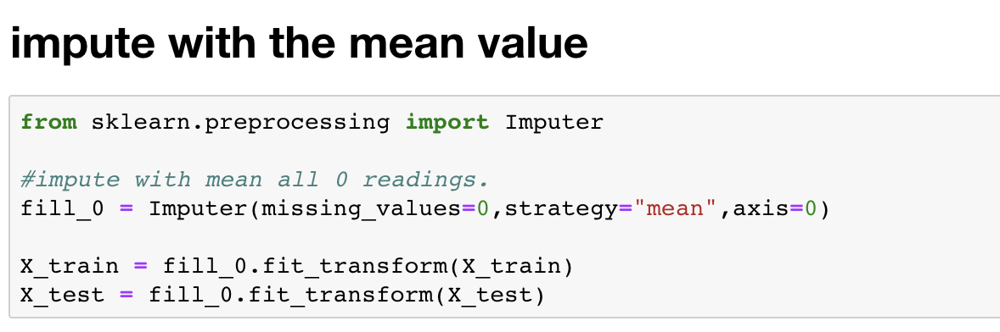 impute with the mean value
from sklearn.preprocessing import Imputer
#impute with mean all 0 readings.
fill_0 = Imputer(missing_values=0,strategy="mean",axis=0)
X_train = fill_0.fit_transform(X_train)
X_test = fill_0.fit_transform(X_test)